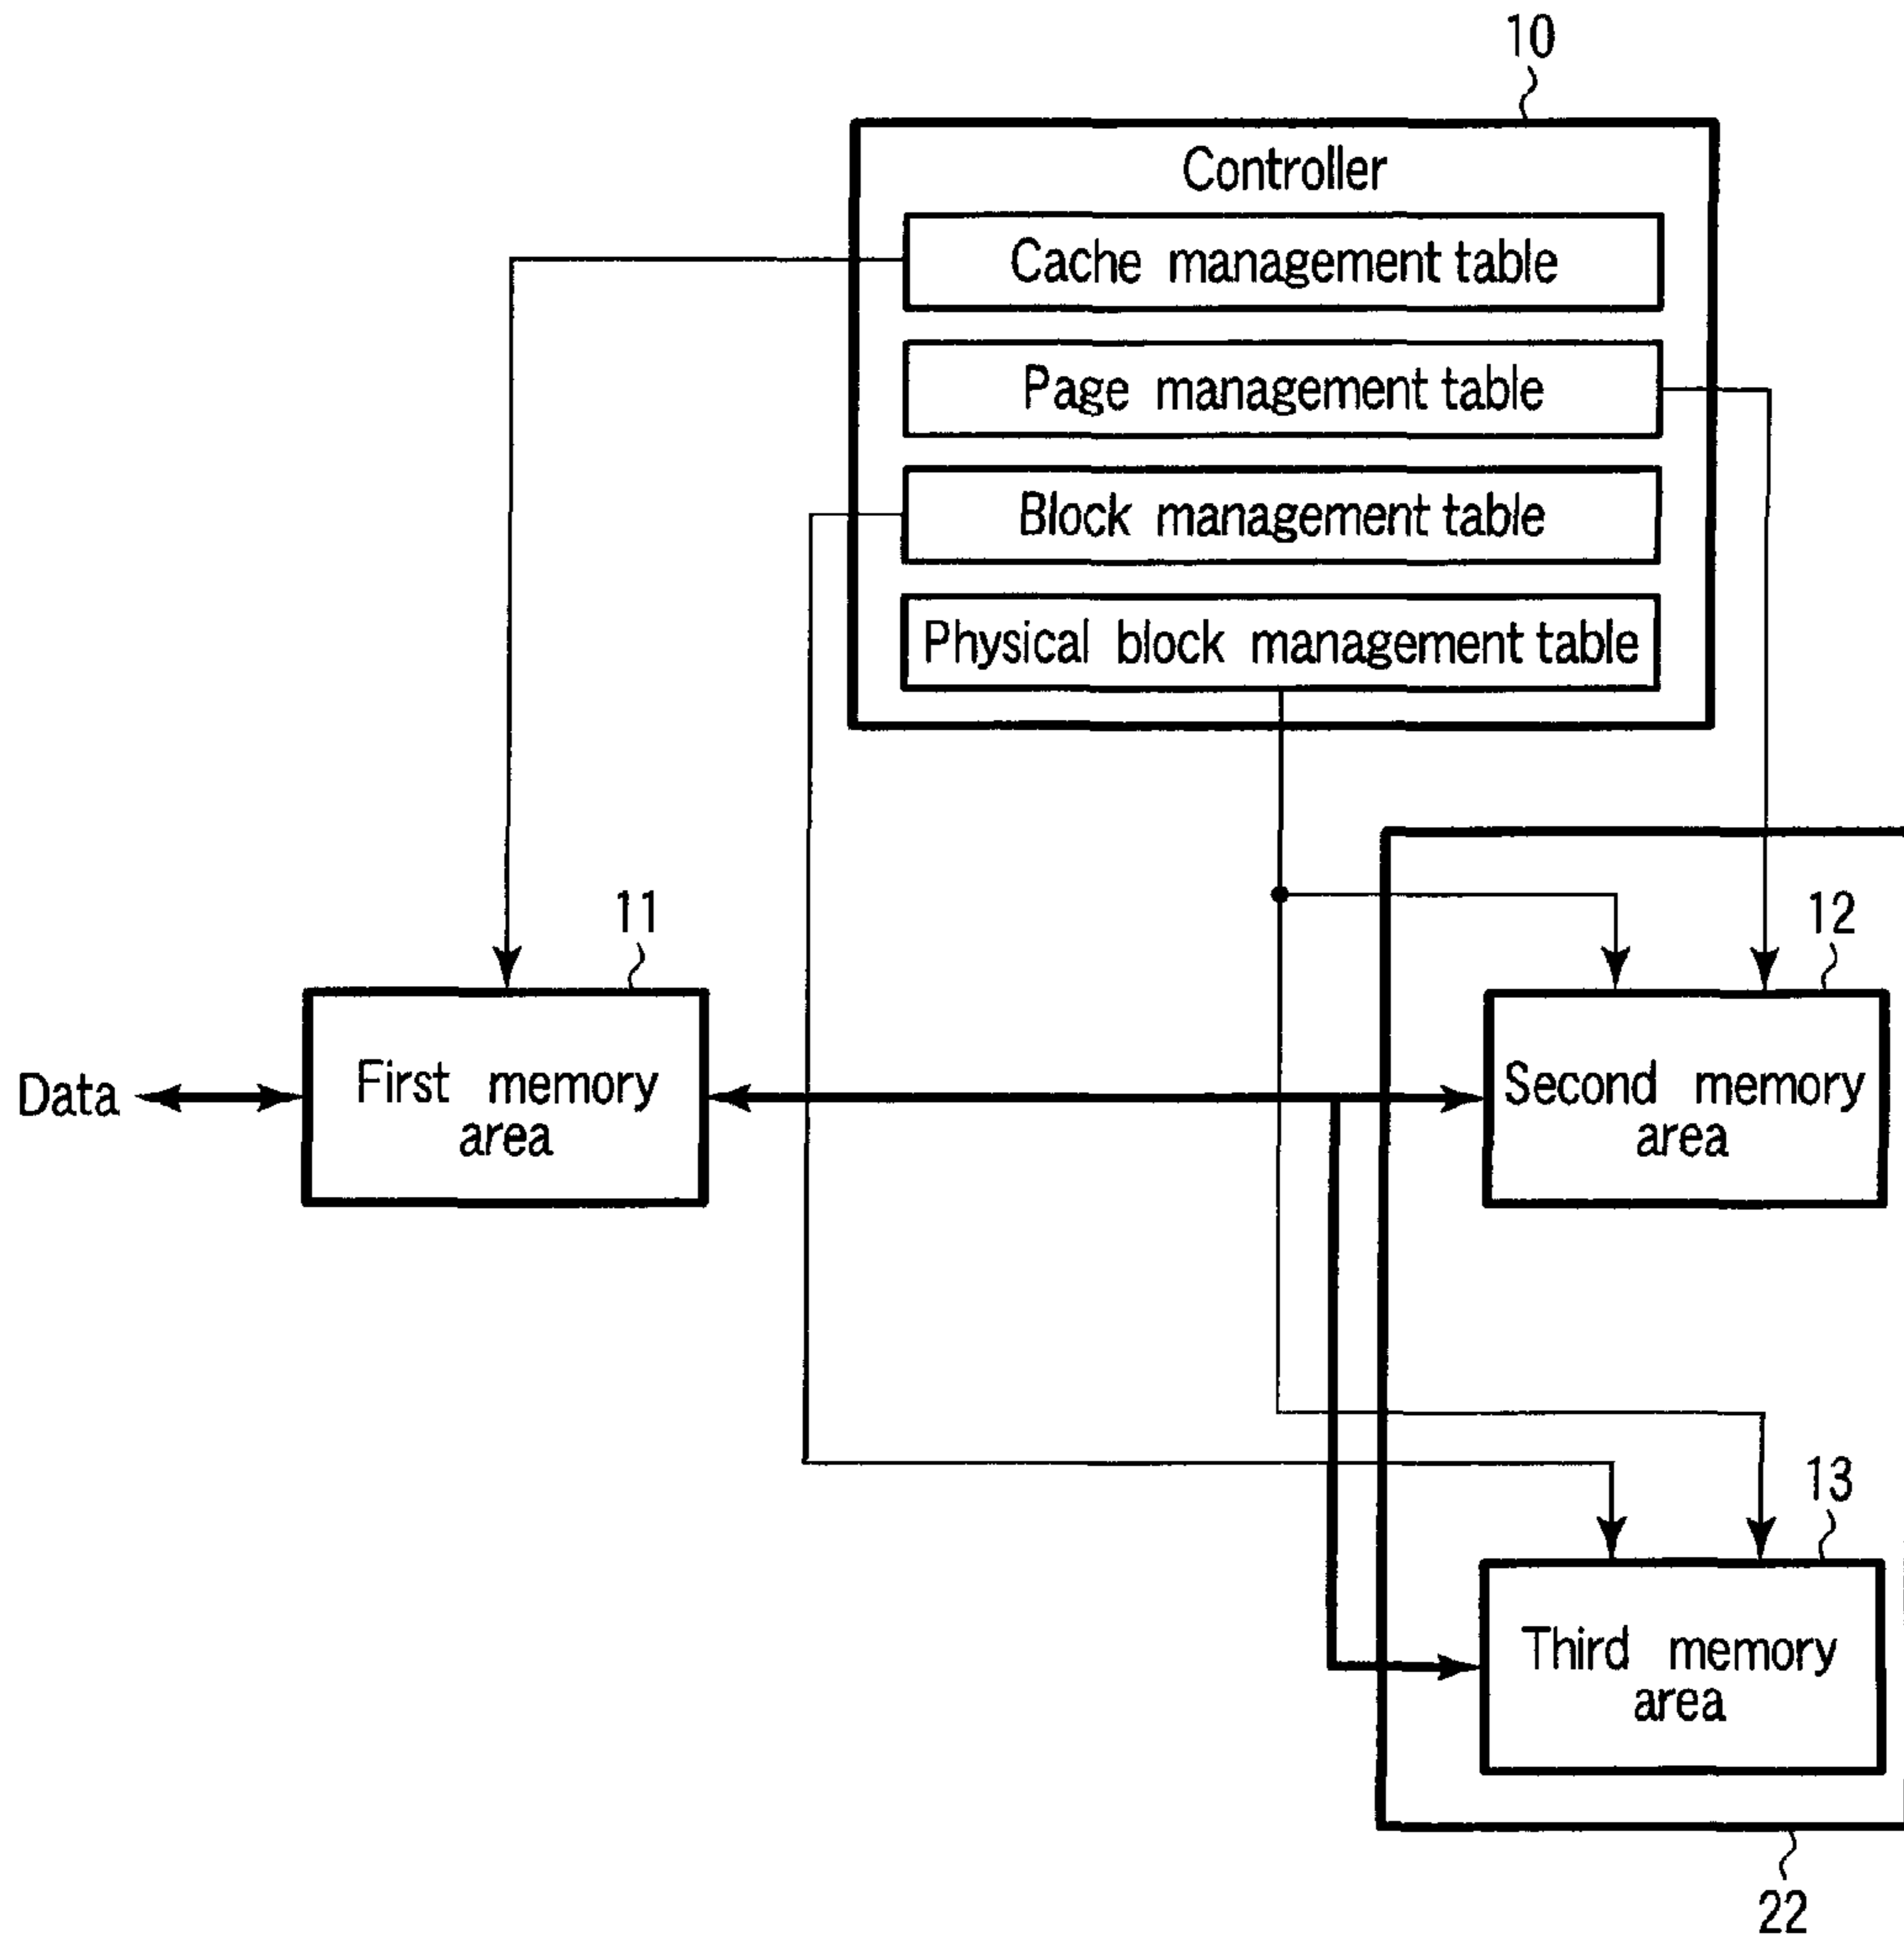 10
Controller
Cache management table
Page management table
Block management table
Physical block management table
11
12
Data
First memory
area
Second memory
area
13
Third memory
area
22